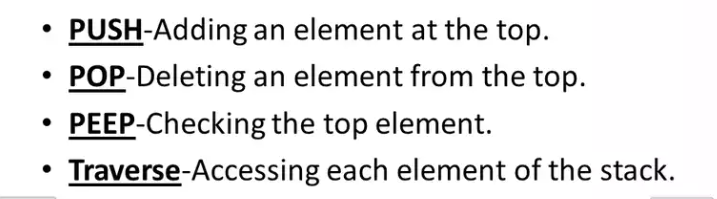 • PUSH-Adding an element at the top.
• POP-Deleting an element from the top.
• PEEP-Checking the top element.
• Traverse-Accessing each element of the stack.